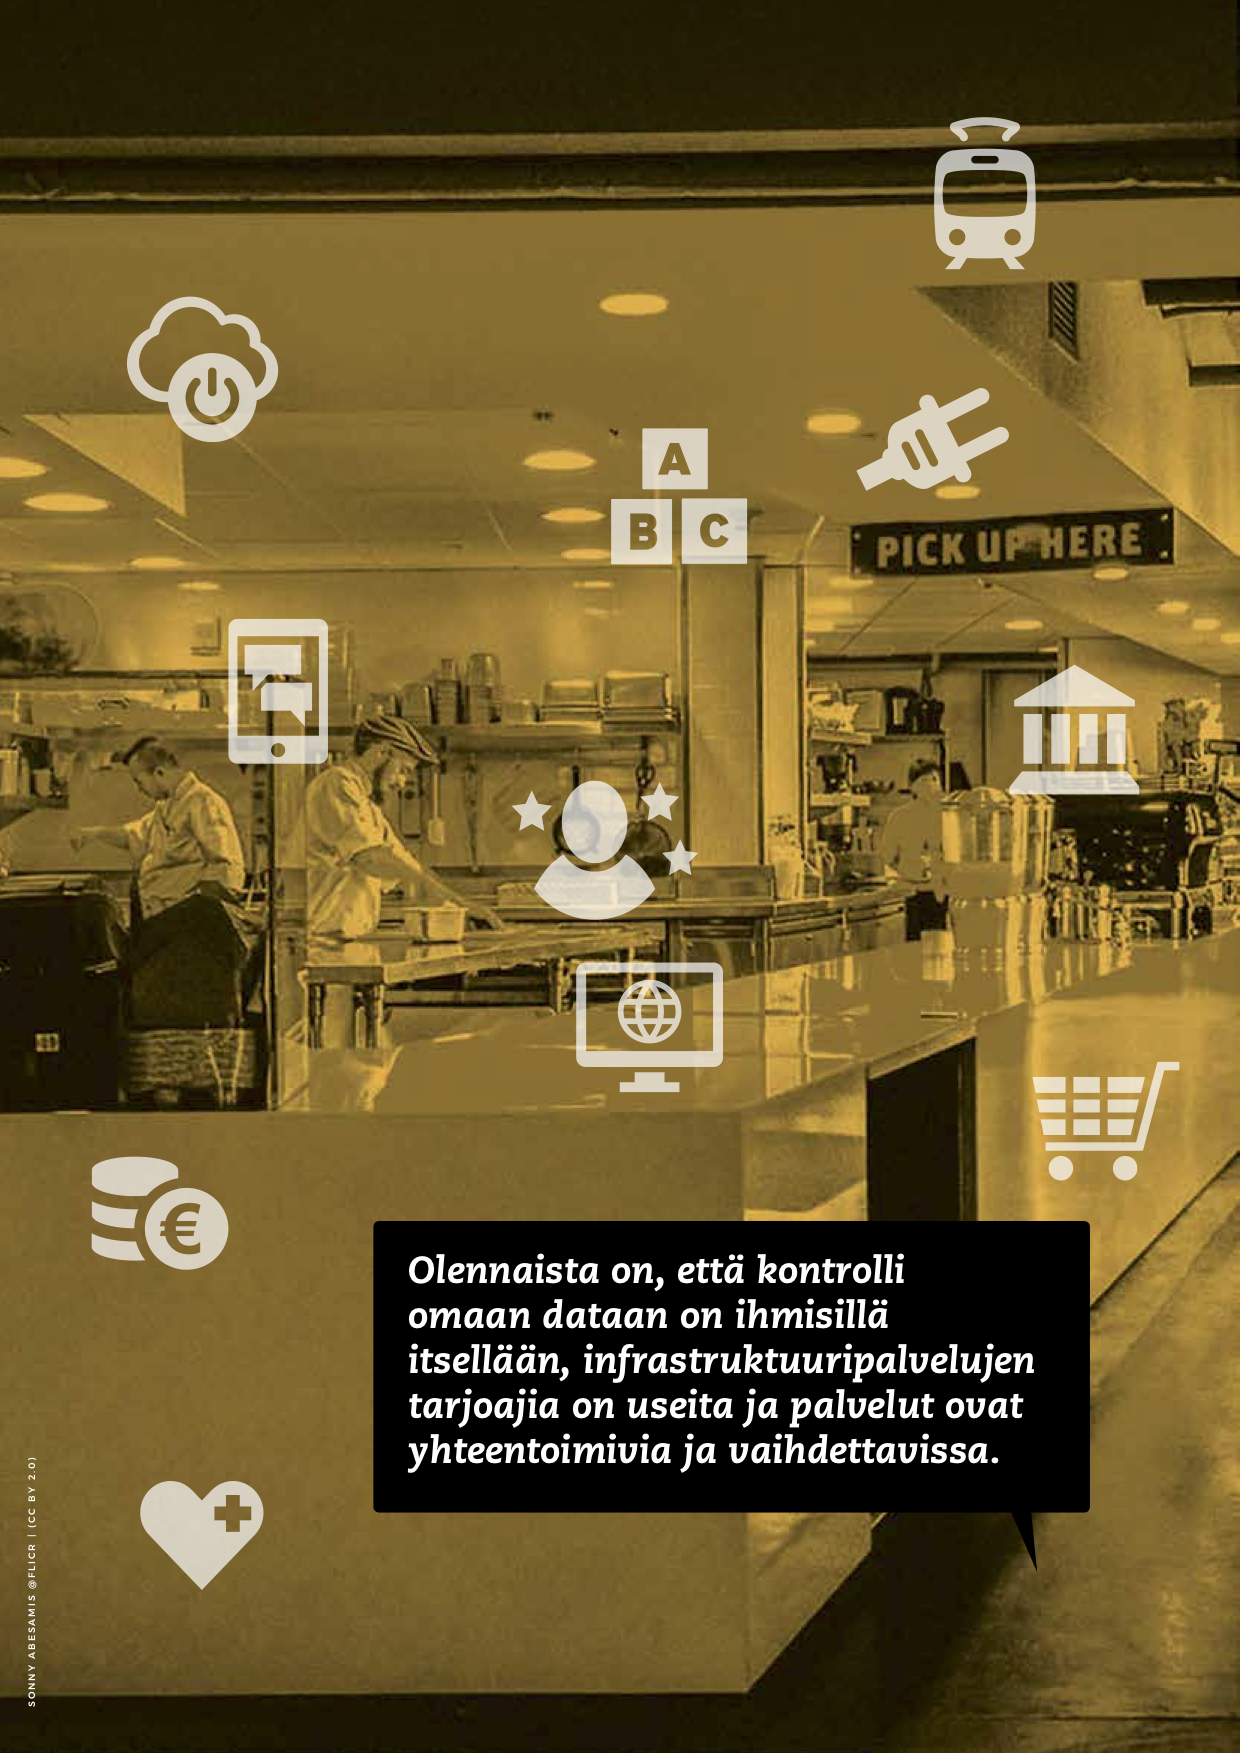 A
B C
PICK UP HERE
€
Olennaista on, että kontrolli
omaan dataan on ihmisillä
itsellään, infrastruktuuripalvelujen
tarjoajia on useita ja palvelut ovat
yhteentoimivia ja vaihdettavissa.
SONNY ABESAMIS @FLICR | (CC BY 2.0)